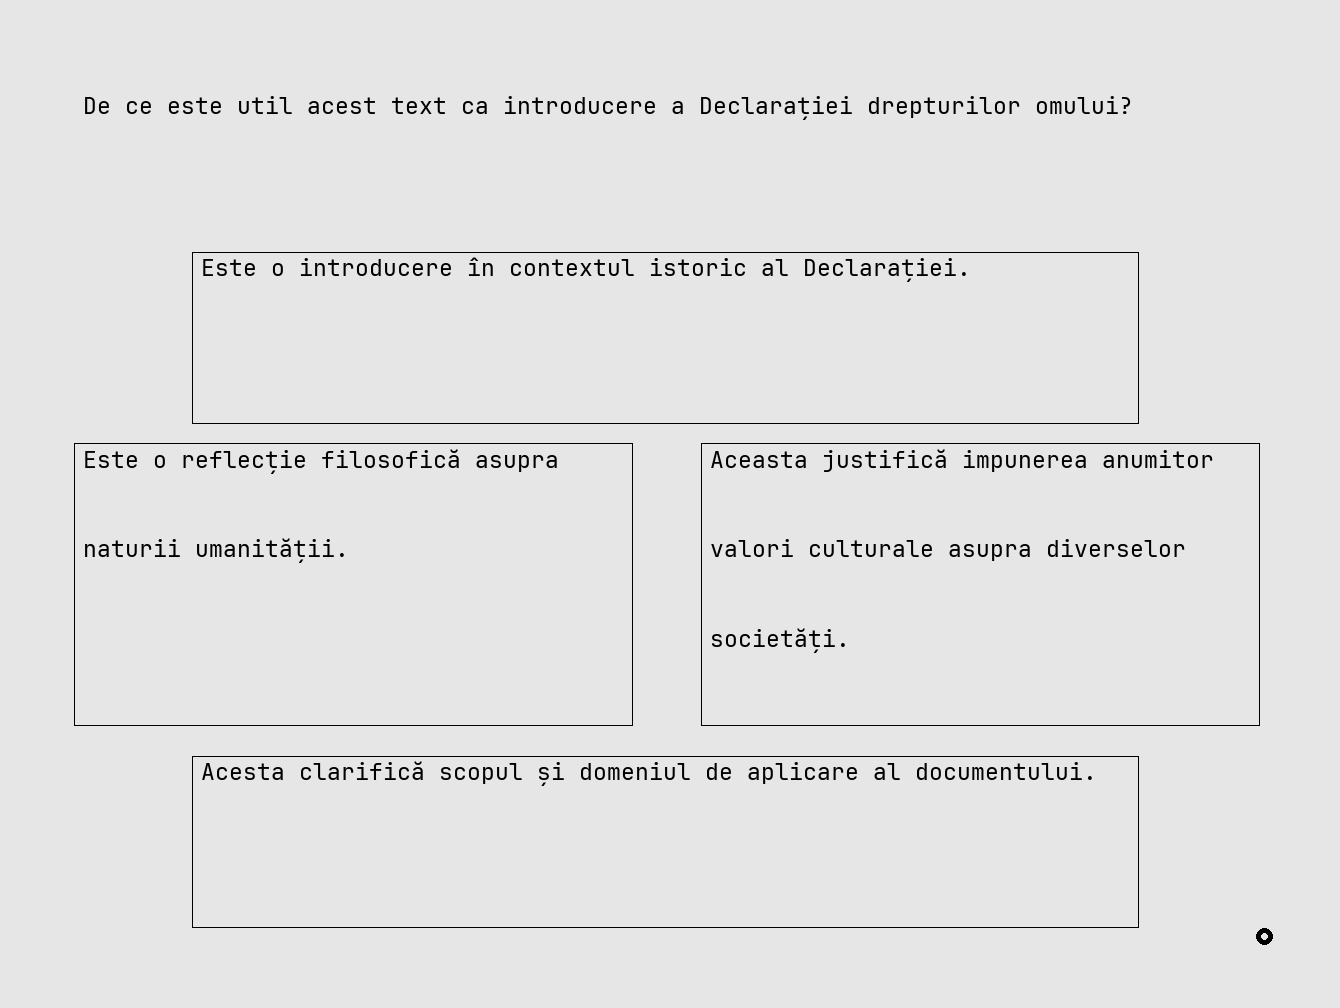 De ce este util acest text ca introducere a Declarației drepturilor omului?
Este o introducere în contextul istoric al Declarației.
Este o reflecție filosofică asupra
naturii umanității.
Aceasta justifică impunerea anumitor
valori culturale asupra diverselor
societăți.
Acesta clarifică scopul și domeniul de aplicare al documentului.